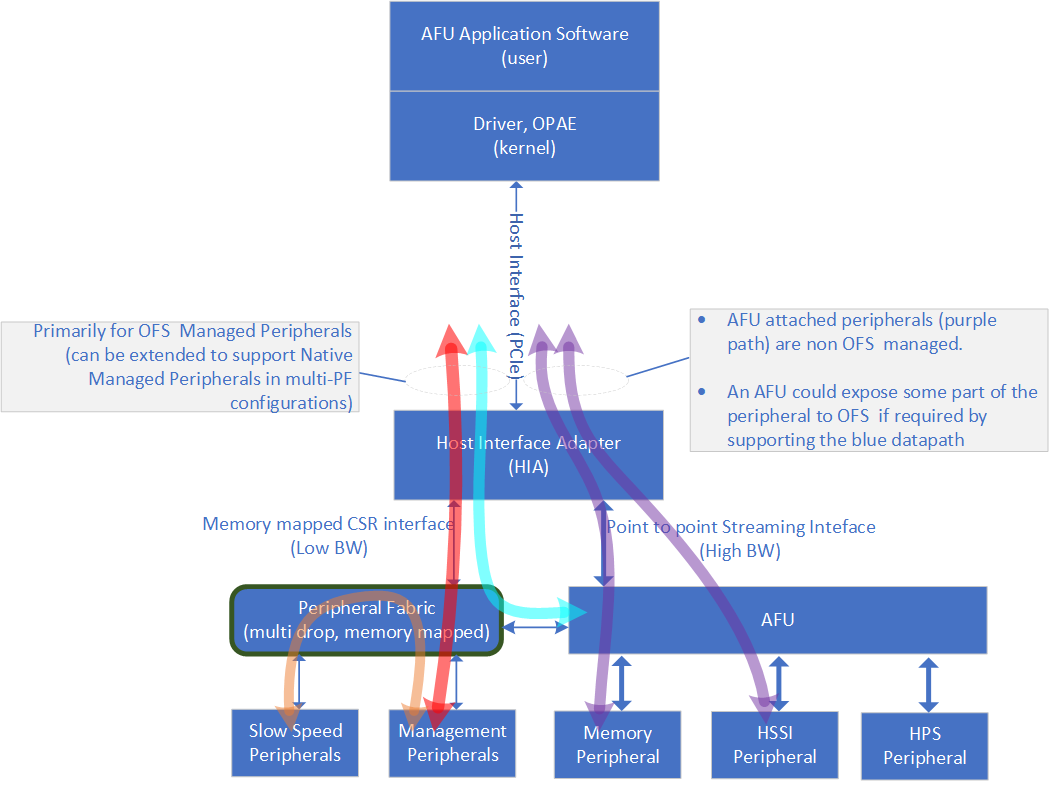 AFU Application Software
(user)
Driver, OPAE
(kernel)
Host Interface (PCIe)
Primarily for OFS  Managed Peripherals
(can be extended to support Native
Managed Peripherals in multi-PF
configurations)
• AFU attached peripherals (purple
path) are non OFS  managed.
• An AFU could expose some part of the
peripheral to OFS  if required by
supporting the blue datapath
Host Interface Adapter
(HIA)
Memory mapped CSR interface
(Low BW)
Point to point Streaming Inteface
(High BW)
Peripheral Fabric
(multi drop, memory mapped)
AFU
Slow Speed
Peripherals
Management
Peripherals
Memory
Peripheral
HSSI
Peripheral
HPS
Peripheral